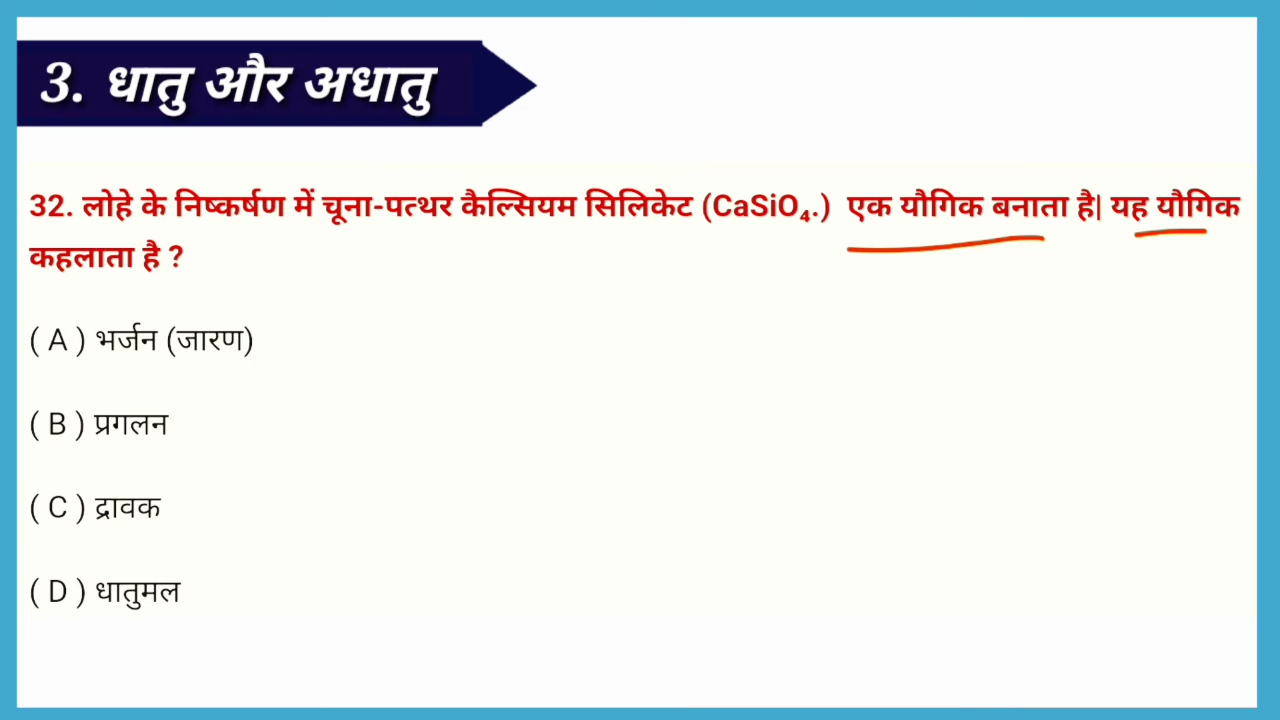 3. धातु और अधातु
32. लोहे के निष्कर्षण में चूना-पत्थर कैल्सियम सिलिकेट (CaSiO₄.) एक यौगिक बनाता है| यह यौगिक
कहलाता है ?
( A ) भर्जन (जारण)
( B ) प्रगलन
( C ) द्रावक
( D ) धातुमल